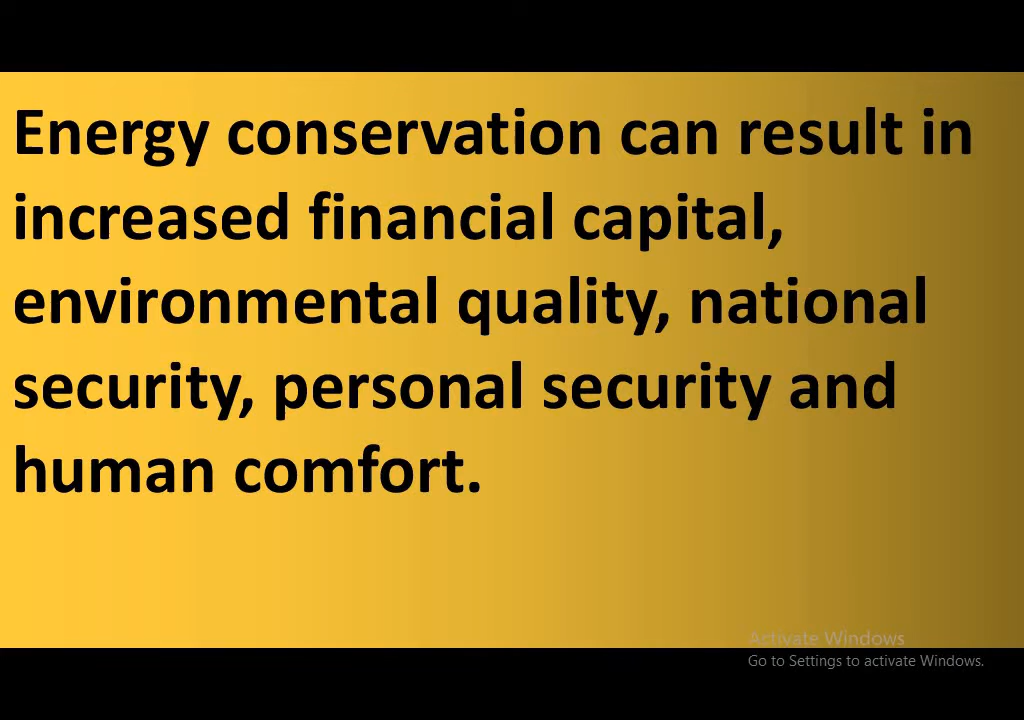 Energy conservation can result in
increased financial capital,
environmental quality, national
security, personal security and
human comfort.
Activate Windows
Go to Settings to activate Windows.